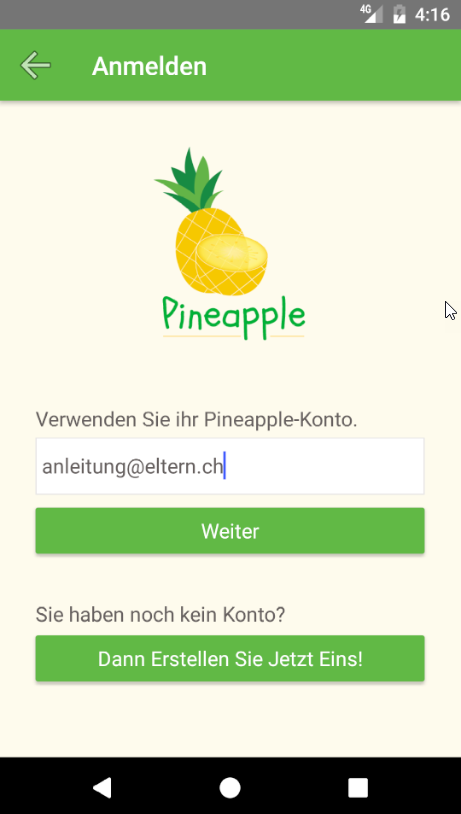 4G 4:16
Anmelden
Pineapple
Verwenden Sie ihr Pineapple-Konto.
anleitung@eltern.ch
Weiter
Sie haben noch kein Konto?
Dann Erstellen Sie Jetzt Eins!